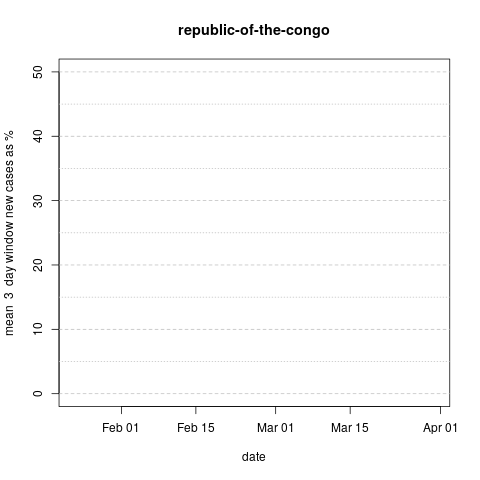 republic-of-the-congo
mean 3 day window new cases as %
50
40
30
20
10
0
Feb 01
Feb 15
Mar 01
Mar 15
Apr 01
date